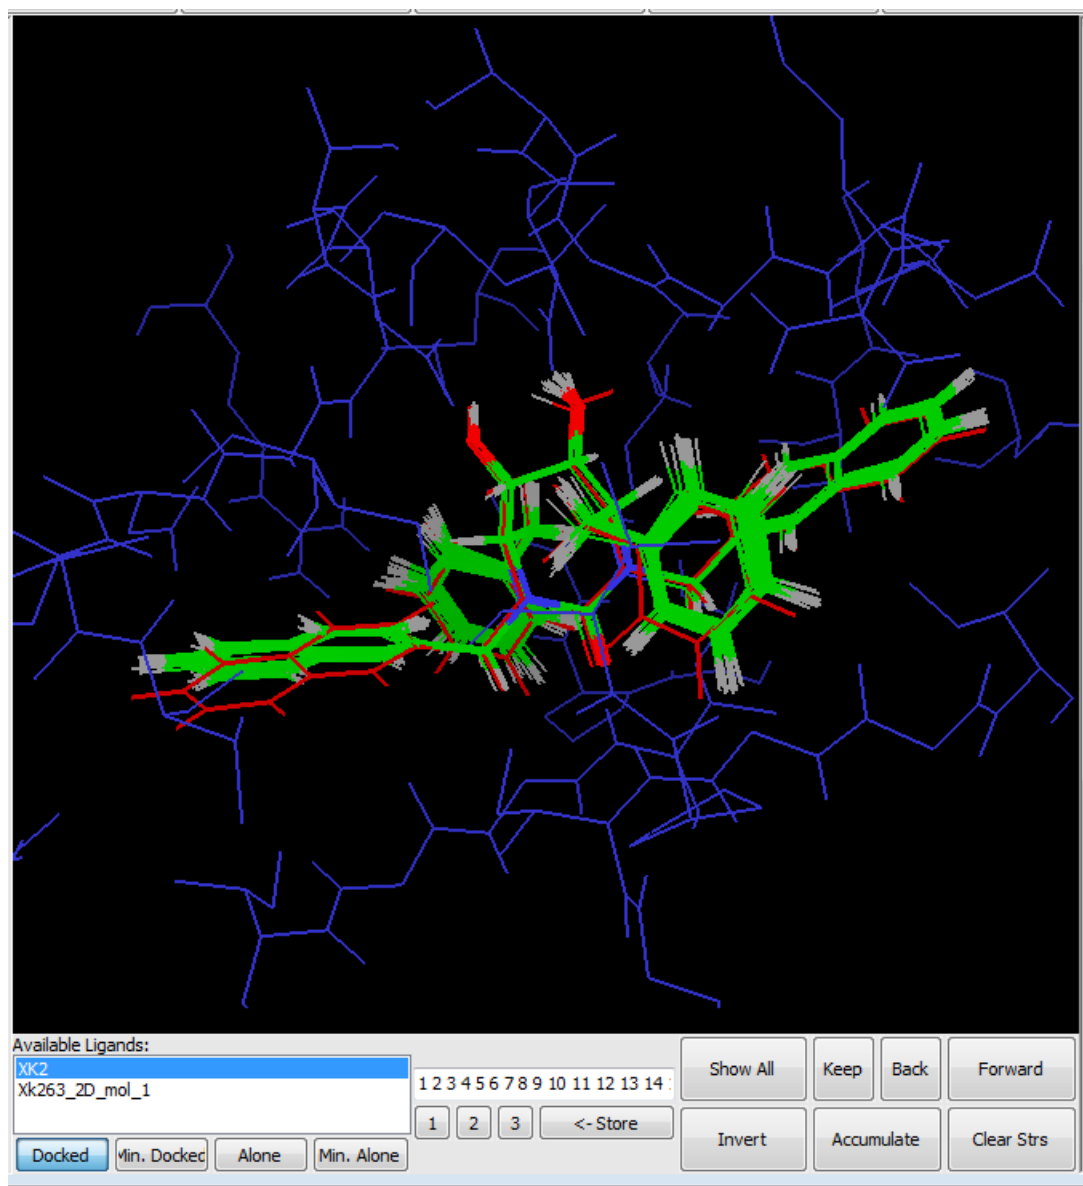 Available Ligands:
XK2
Xk263_2D_mol_1
1 2 3 4 5 6 7 8 9 10 11 12 13 14
1 2 3 <- Store
Show All Keep Back Forward
Invert Accumulate Clear Strs
Docked Min. Docked Alone Min. Alone